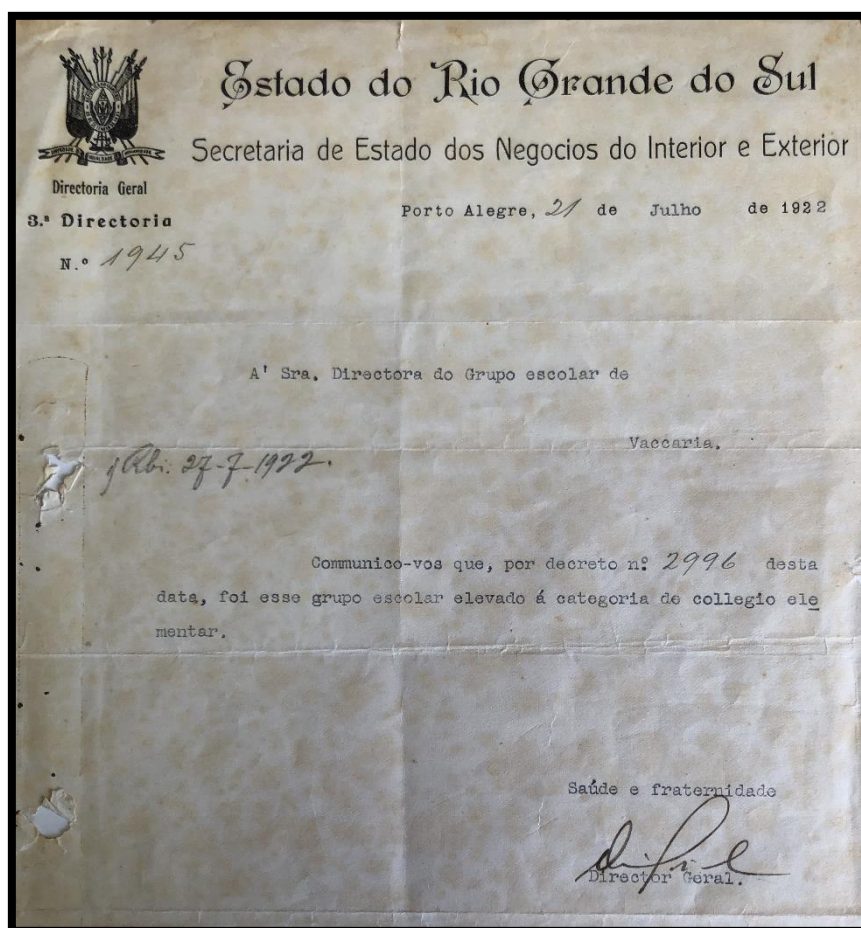 Estado do Rio Grande do Sul
Secretaria de Estado dos Negocios do Interior e Exterior
Directoria Geral
3.ª Directoria
N.º 1945
Porto Alegre, 21 de Julho de 1922
A' Sra. Directora do Grupo escolar de
Vaccaria.
27-7-1922.
Communico-vos que, por decreto nº 2996 desta
data, foi esse grupo escolar elevado á categoria de collegio ele
mentar.
Saúde e fraternidade
Director Geral.